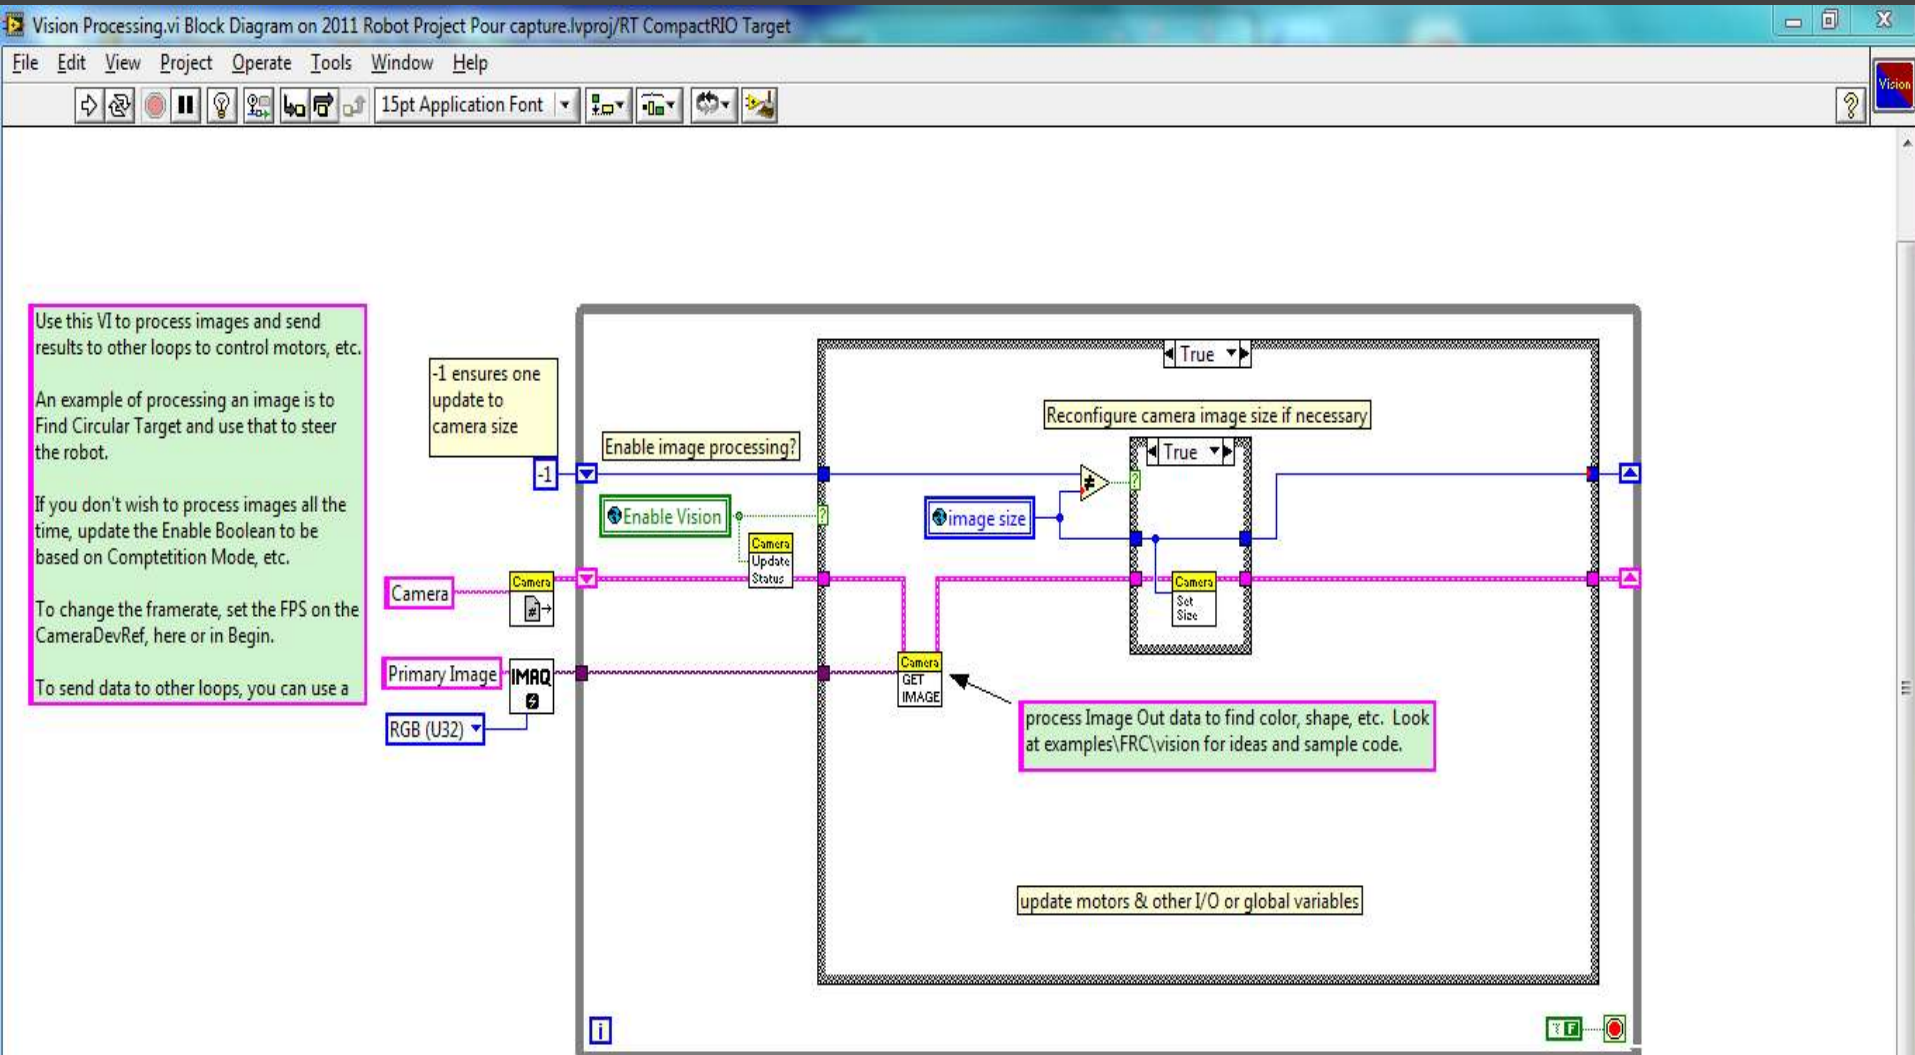 Vision Processing.vi Block Diagram on 2011 Robot Project Pour capture.lvproj/RT CompactRIO Target
File Edit View Project Operate Tools Window Help
15pt Application Font
?
Vision
Use this VI to process images and send
results to other loops to control motors, etc.
An example of processing an image is to
Find Circular Target and use that to steer
the robot.
If you don't wish to process images all the
time, update the Enable Boolean to be
based on Comptetition Mode, etc.
To change the framerate, set the FPS on the
CameraDevRef, here or in Begin.
To send data to other loops, you can use a
-1 ensures one
update to
camera size
-1
Camera
Camera
#
Primary Image
IMAQ
RGB (U32)
Enable image processing?
Enable Vision
?
Camera
Update
Status
True
Reconfigure camera image size if necessary
True
≠
?
image size
Camera
Set
Size
Camera
GET
IMAGE
process Image Out data to find color, shape, etc. Look
at examples\FRC\vision for ideas and sample code.
update motors & other I/O or global variables
i
T F